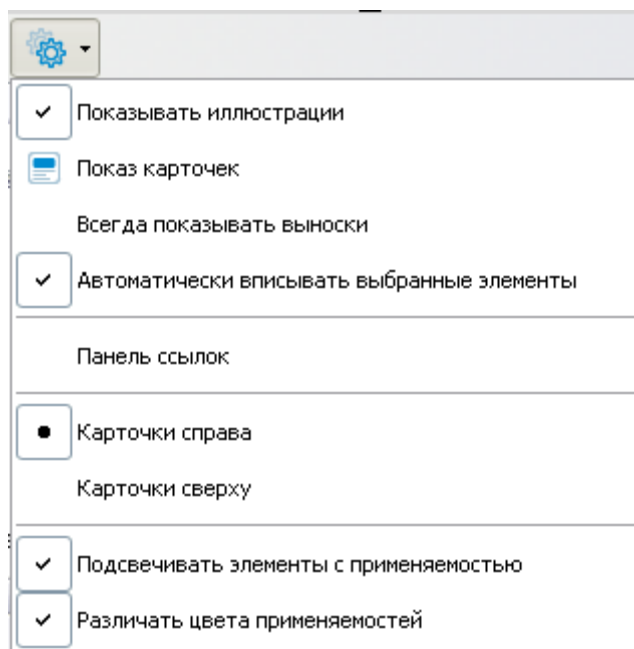 Показывать иллюстрации
Показ карточек
Всегда показывать выноски
Автоматически вписывать выбранные элементы
Панель ссылок
Карточки справа
Карточки сверху
Подсвечивать элементы с применяемостью
Различать цвета применяемостей